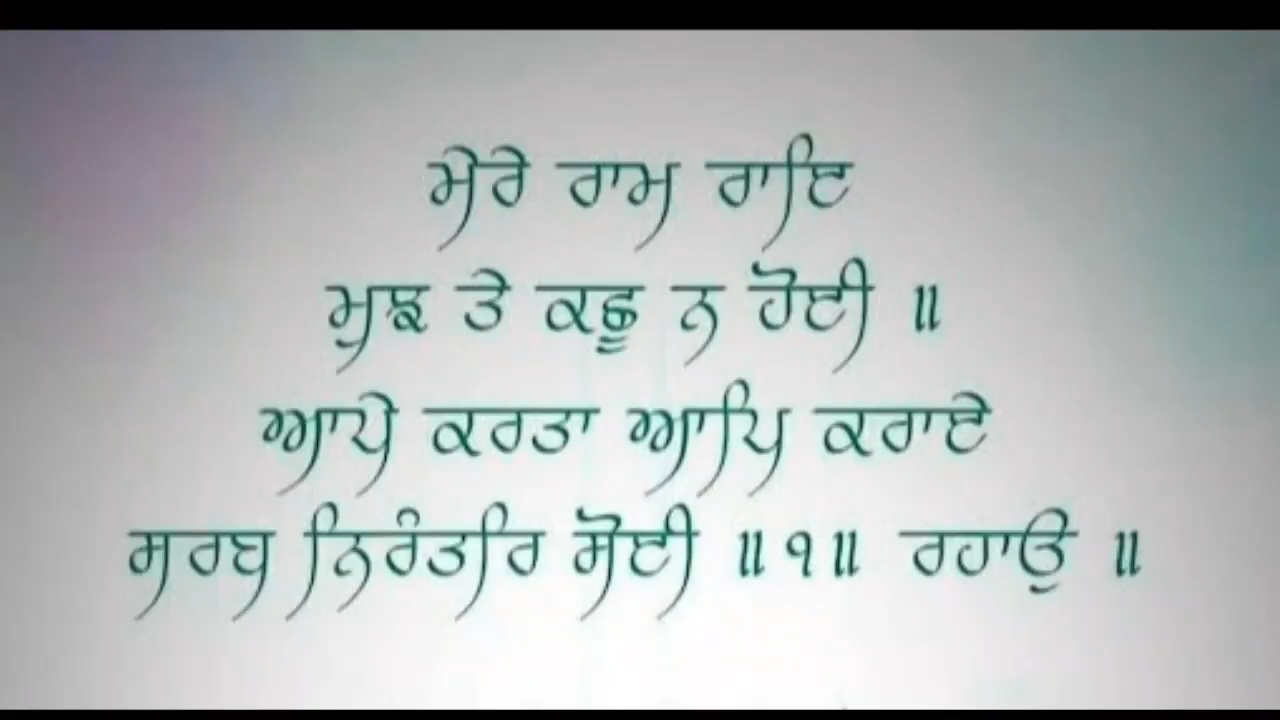 ਮੇਰੇ ਰਾਮ ਰਾਇ
ਮੁਝ ਤੇ ਕਛੂ ਨ ਹੋਈ ॥
ਆਪੇ ਕਰਤਾ ਆਪਿ ਕਰਾਏ
ਸਰਬ ਨਿਰੰਤਰਿ ਸੋਈ ॥੧॥ ਰਹਾਉ ॥